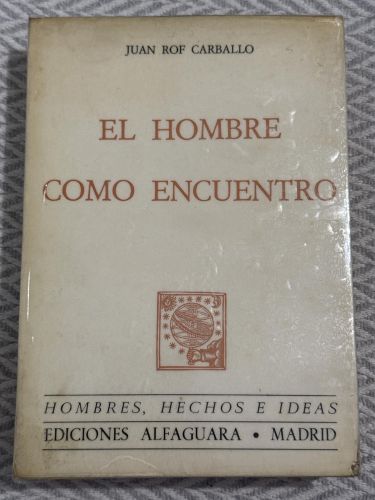 JUAN ROF CARBALLO
EL HOMBRE
COMO ENCUENTRO
HOMBRES, HECHOS E IDEAS
EDICIONES ALFAGUARA • MADRID